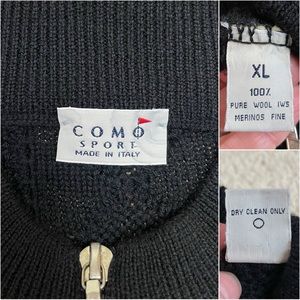 COMO
SPORT
MADE IN ITALY
XL
100%
PURE WOOL IWS
MERINOS FINE
DRY CLEAN ONLY